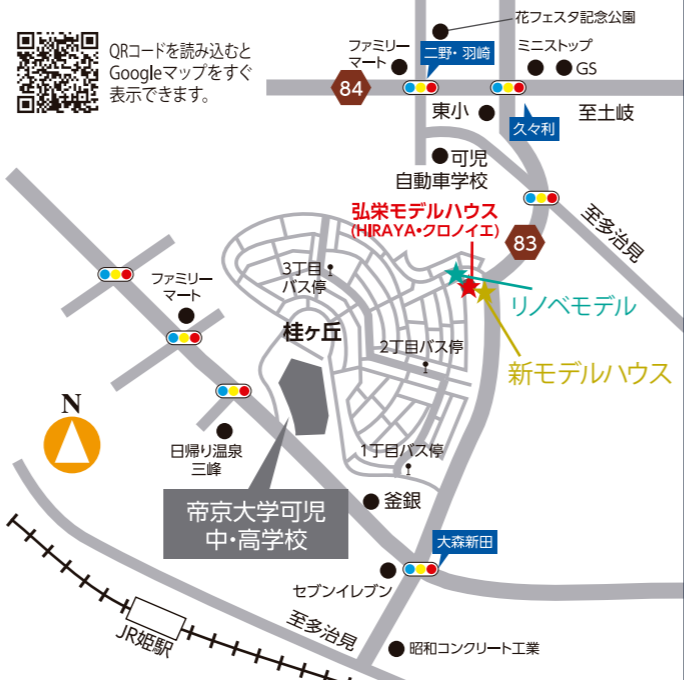 花フェスタ記念公園
QRコードを読み込むと
Googleマップをすぐ
表示できます。
ファミリー
マート
二野・羽崎
ミニストップ
GS
84
東小
久々利
至土岐
可児
自動車学校
弘栄モデルハウス
(HIRAYA・クロノイエ)
83
至多治見
リノベモデル
新モデルハウス
3丁目
バス停
ファミリー
マート
桂ヶ丘
2丁目バス停
N
日帰り温泉
三峰
1丁目バス停
帝京大学可児
中・高学校
釜銀
大森新田
セブンイレブン
至多治見
JR姫駅
昭和コンクリート工業